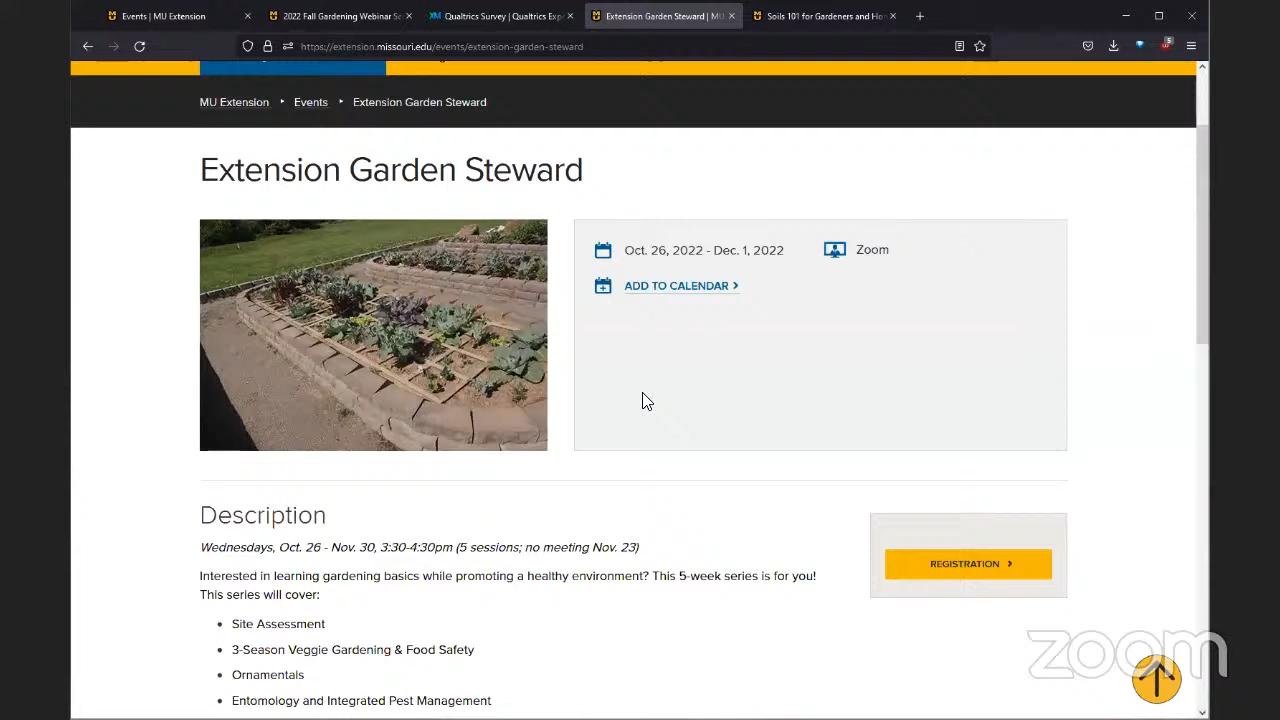 Events | MU Extension
2022 Fall Gardening Webinar Se
Qualtrics Survey | Qualtrics Exp
Extension Garden Steward | MU
Soils 101 for Gardeners and Ho
https://extension.missouri.edu/events/extension-garden-steward
5
MU Extension Events Extension Garden Steward
Extension Garden Steward
Oct. 26, 2022 - Dec. 1, 2022
Zoom
ADD TO CALENDAR
Description
Wednesdays, Oct. 26 - Nov. 30, 3:30-4:30pm (5 sessions; no meeting Nov. 23)
REGISTRATION
Interested in learning gardening basics while promoting a healthy environment? This 5-week series is for you!
This series will cover:
• Site Assessment
• 3-Season Veggie Gardening & Food Safety
• Ornamentals
• Entomology and Integrated Pest Management
zoom